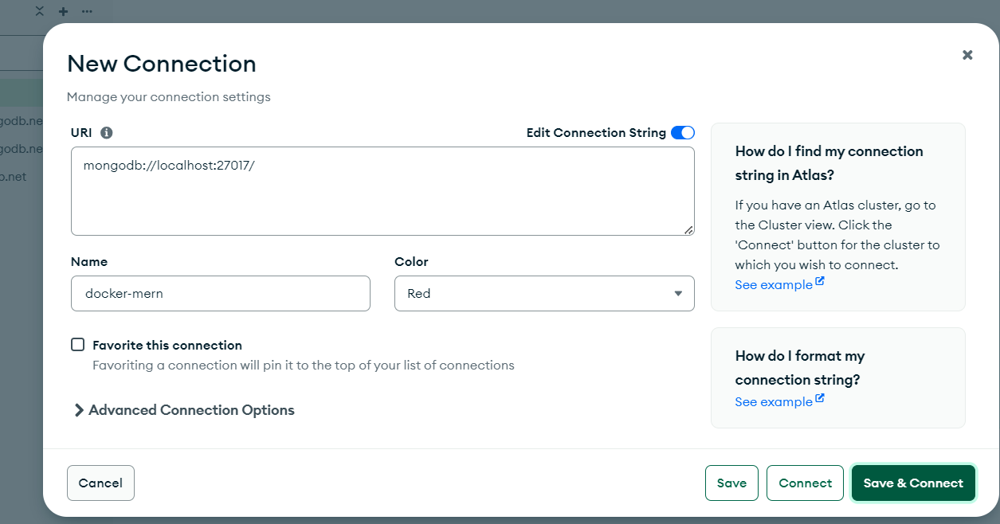 New Connection
Manage your connection settings
URI
Edit Connection String
mongodb://localhost:27017/
Name
Color
docker-mern
Red
Favorite this connection
Favoriting a connection will pin it to the top of your list of connections
Advanced Connection Options
How do I find my connection
string in Atlas?
If you have an Atlas cluster, go to
the Cluster view. Click the
'Connect' button for the cluster to
which you wish to connect.
See example
How do I format my
connection string?
See example
Cancel
Save
Connect
Save & Connect
godb.ne
godb.ne
b.net